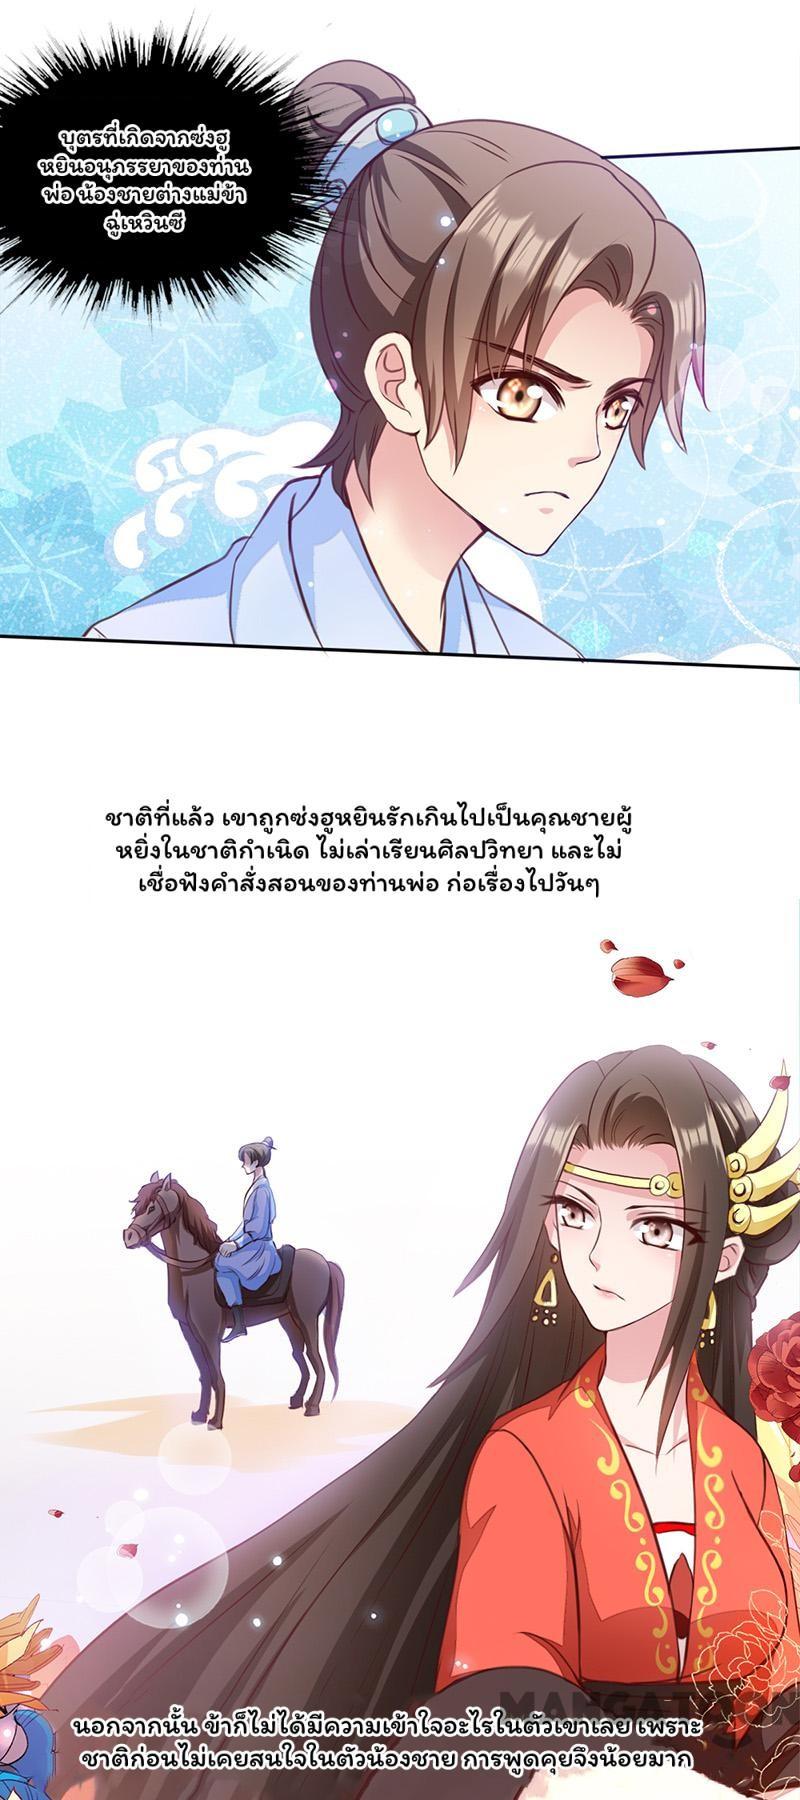 บุตรที่เกิดจากซ่งฮู
หยินอนุภรรยาของท่าน
พ่อ น้องชายต่างแม่ข้า
ฉู่เหวินซี
ชาติที่แล้ว เขาถูกซ่งฮูหยินรักเกินไปเป็นคุณชายผู้
หยิ่งในชาติกำเนิด ไม่เล่าเรียนศิลปวิทยา และไม่
เชื่อฟังคำสั่งสอนของท่านพ่อ ก่อเรื่องไปวันๆ
นอกจากนั้น ข้าก็ไม่ได้มีความเข้าใจอะไรในตัวเขาเลย เพราะ
ชาติก่อนไม่เคยสนใจในตัวน้องชาย การพูดคุยจึงน้อยมาก